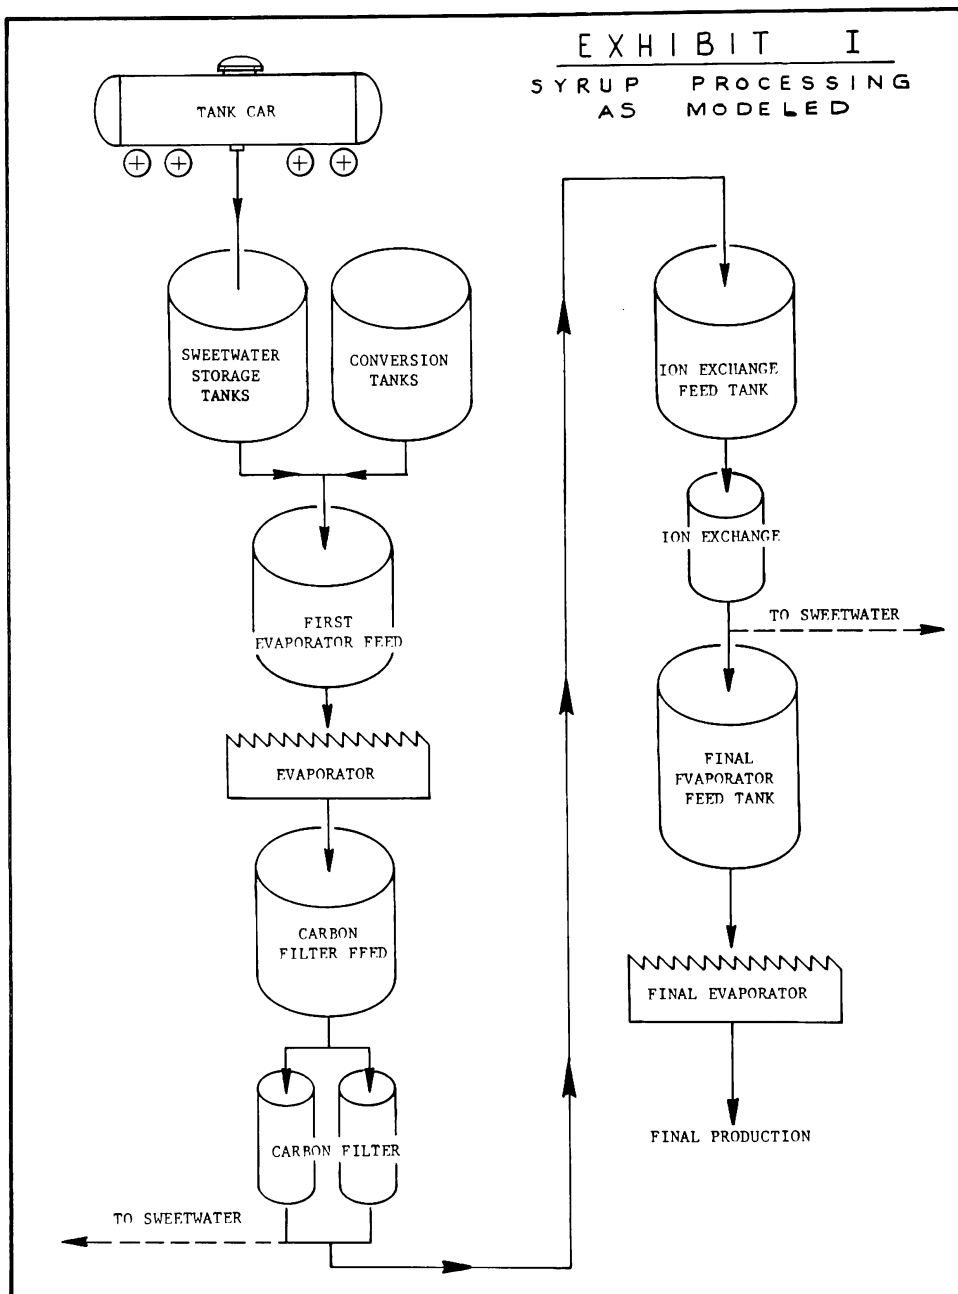 EXHIBIT I
SYRUP PROCESSING
AS MODELED
TANK CAR
SWEETWATER
STORAGE
TANKS
CONVERSION
TANKS
FIRST
EVAPORATOR FEED
EVAPORATOR
CARBON
FILTER FEED
CARBON FILTER
TO SWEETWATER
ION EXCHANGE
FEED TANK
ION EXCHANGE
TO SWEETWATER
FINAL
EVAPORATOR
FEED TANK
FINAL EVAPORATOR
FINAL PRODUCTION